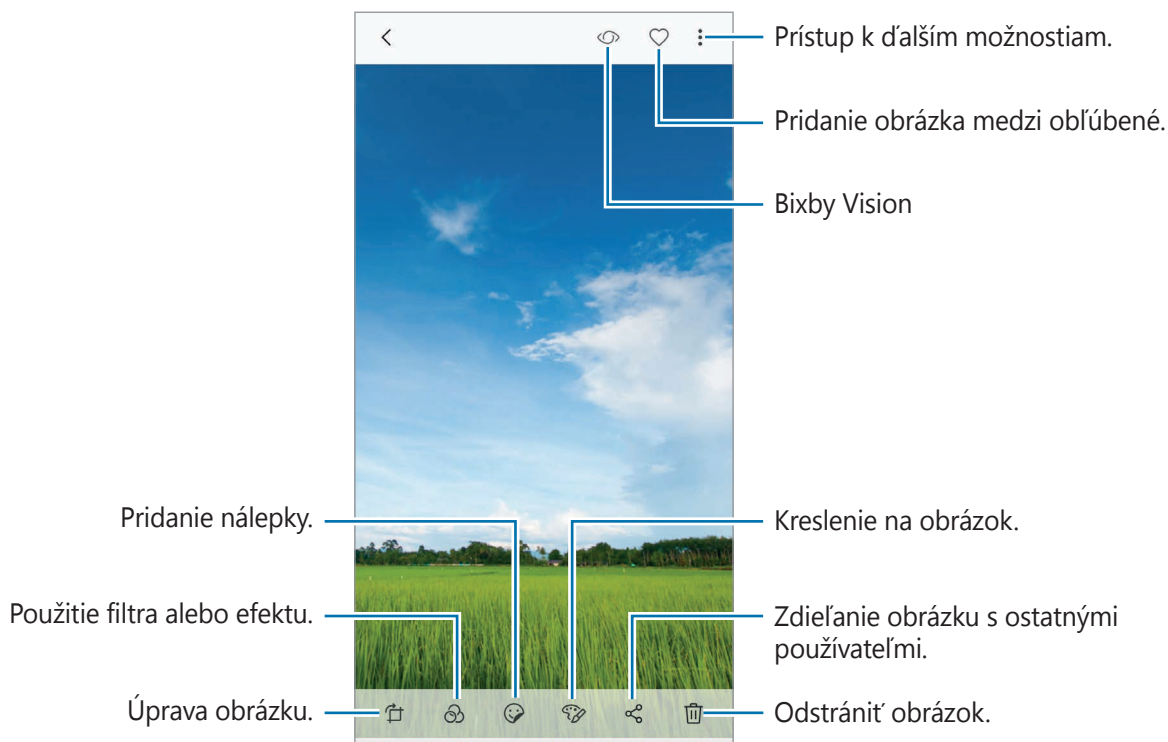 Prístup k ďalším možnostiam.
Pridanie obrázka medzi obľúbené.
Bixby Vision
Pridanie nálepky.
Kreslenie na obrázok.
Použitie filtra alebo efektu.
Zdieľanie obrázku s ostatnými
používateľmi.
Úprava obrázku.
Odstrániť obrázok.